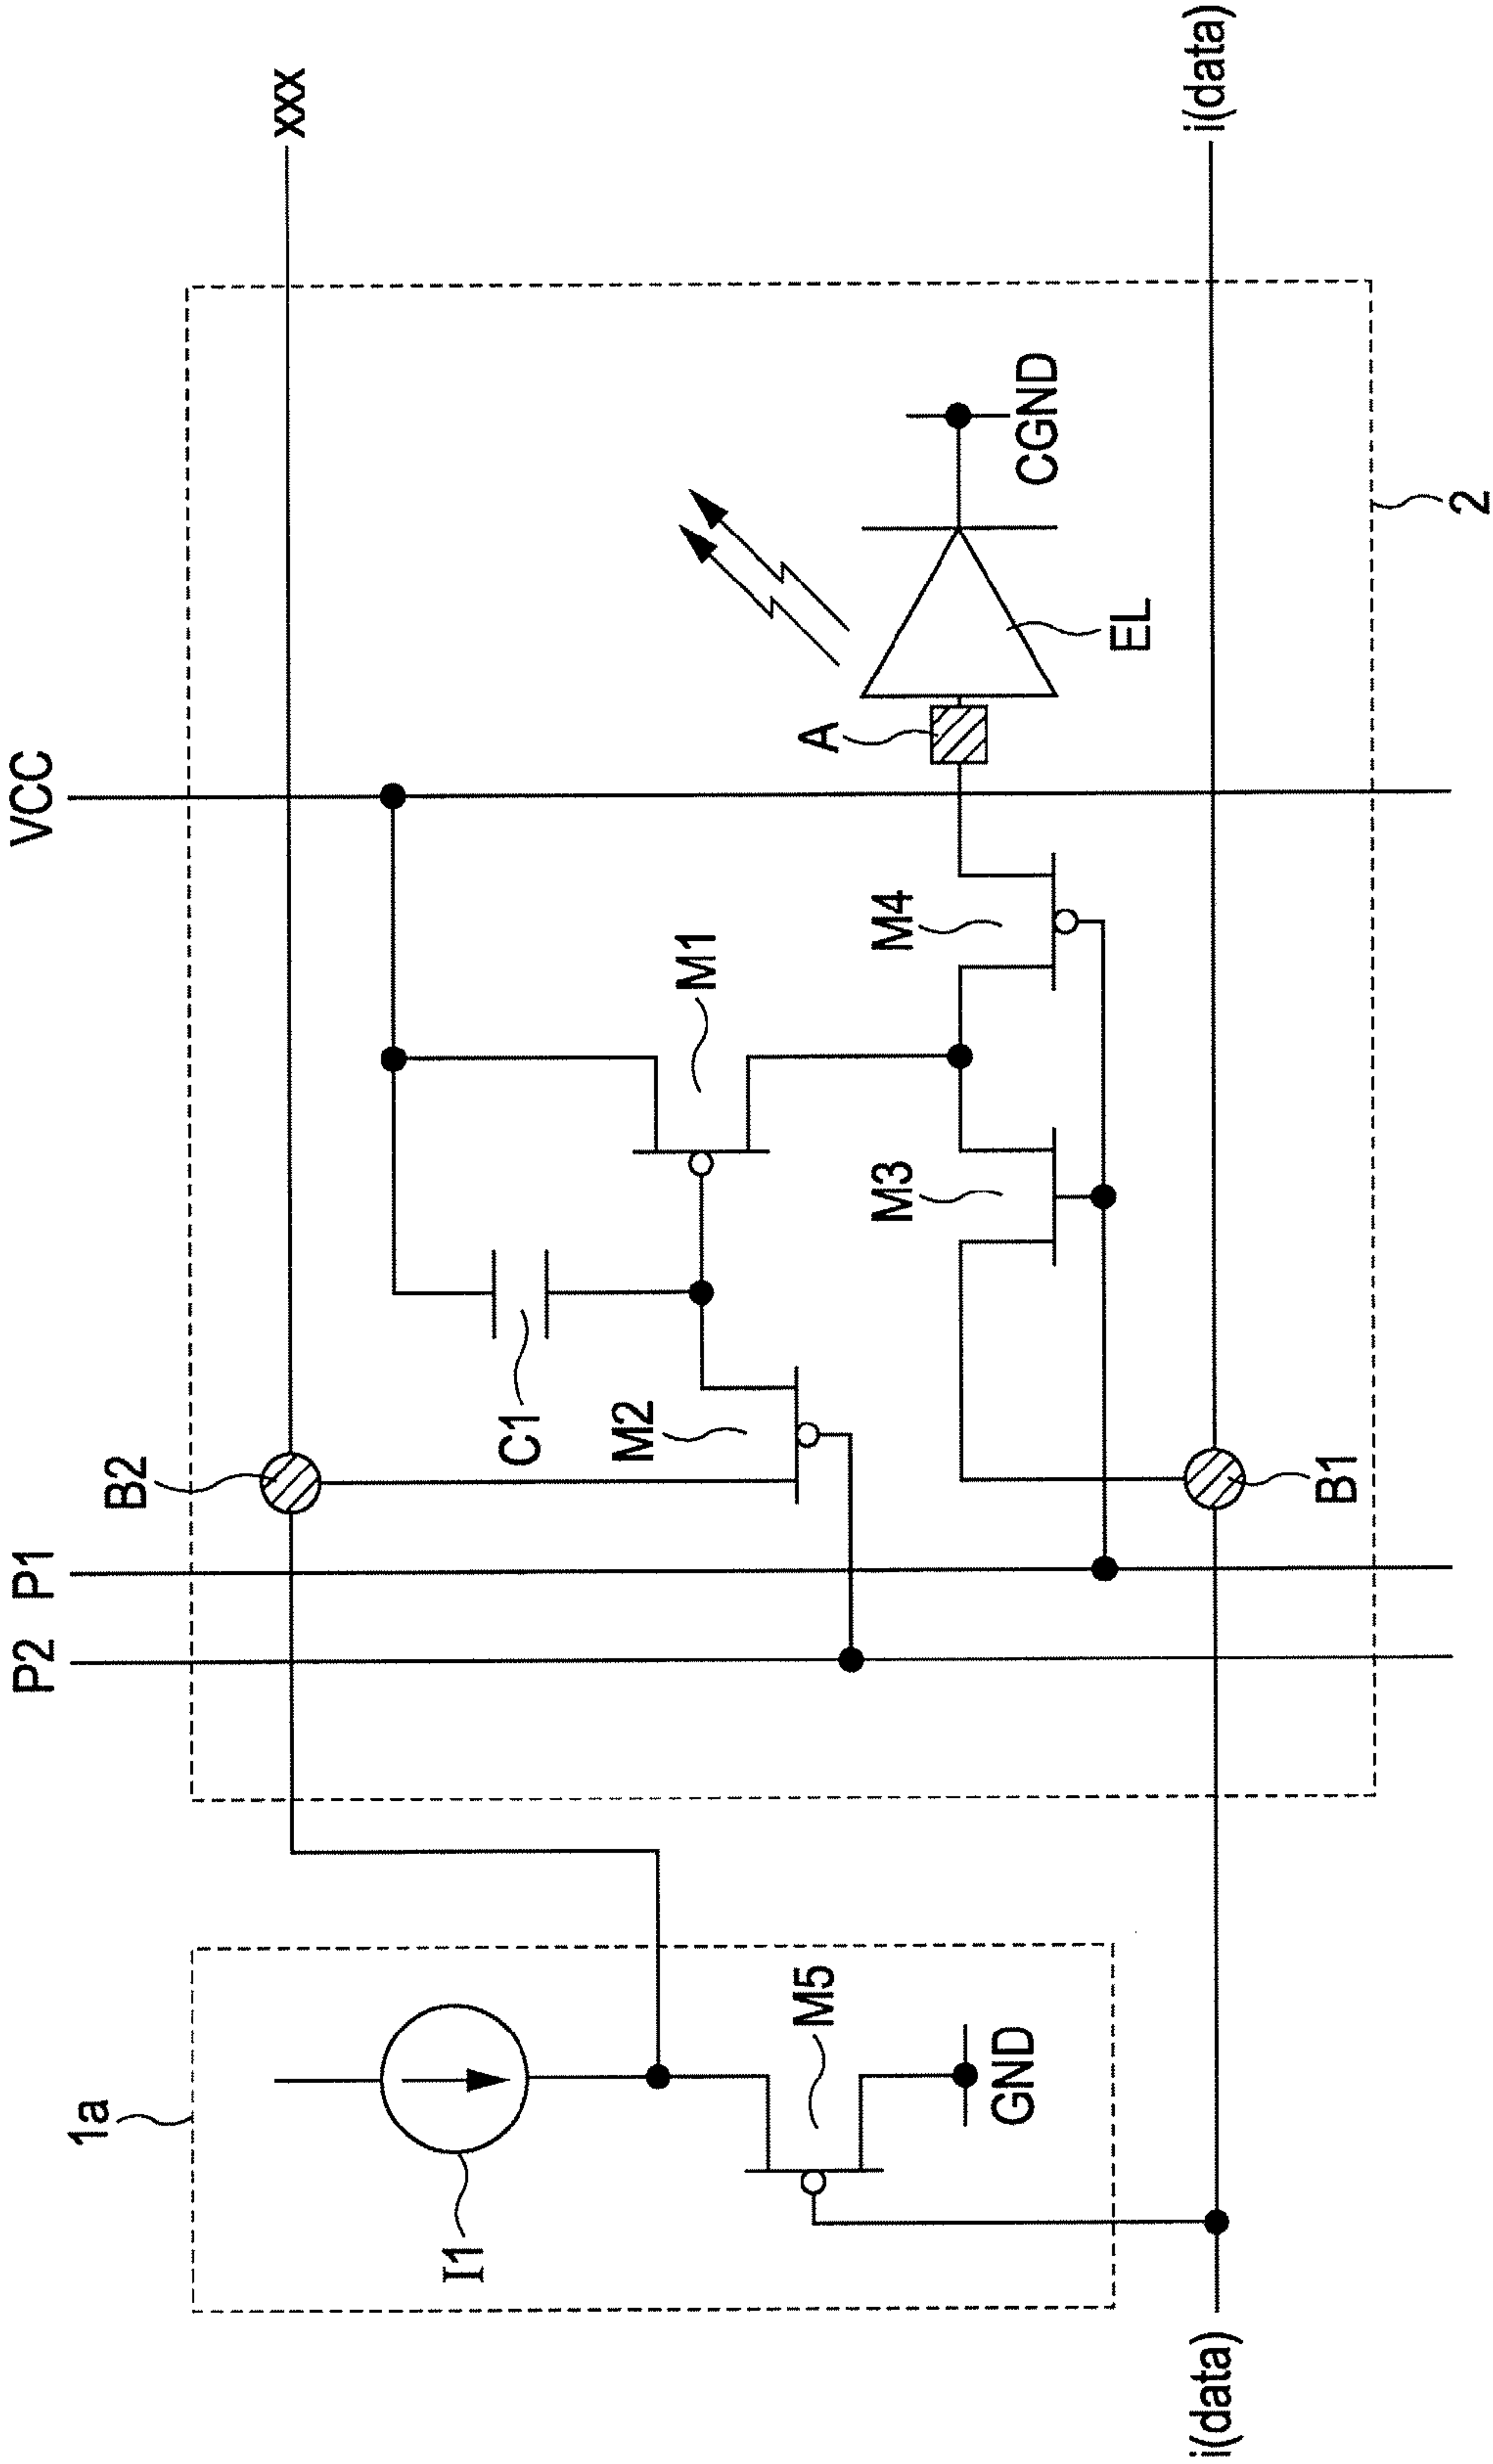 i(data)
1a
I1
M5
GND
P2
P1
VCC
B2
xxx
C1
M2
M1
M3
M4
A
EL
CGND
B1
2
i(data)